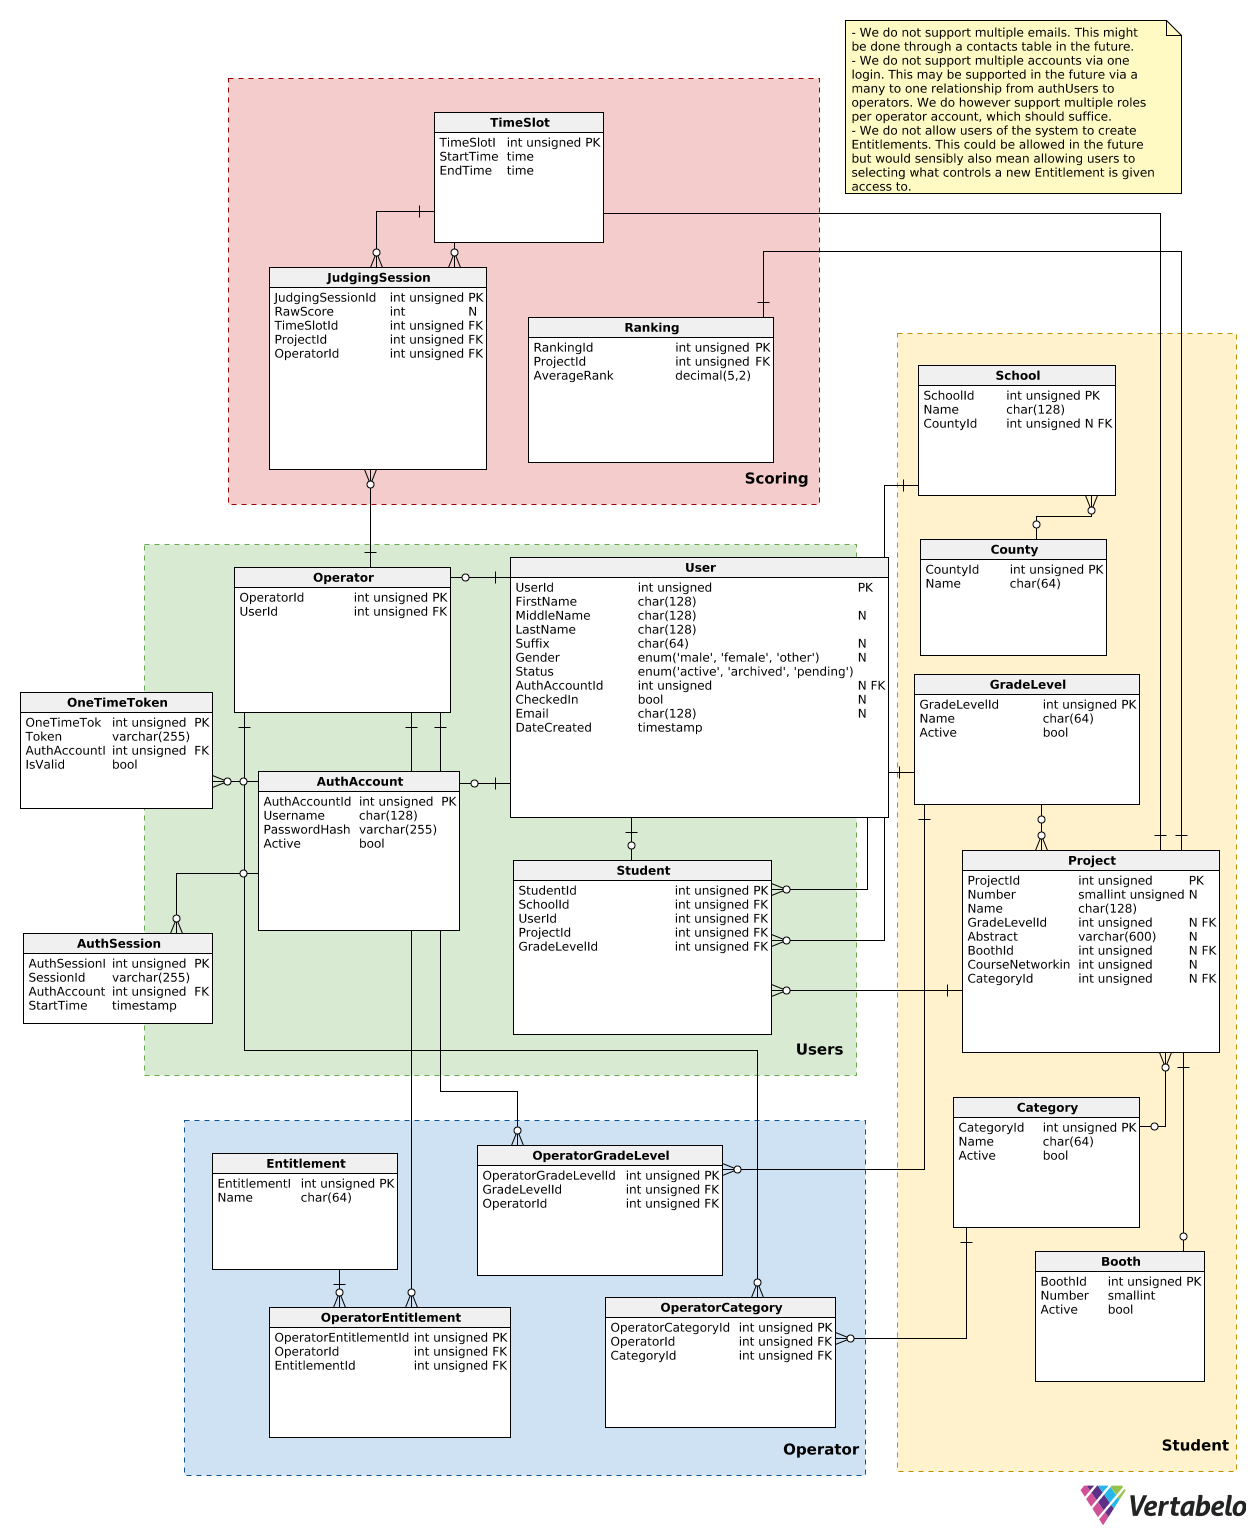 - We do not support multiple emails. This might
be done through a contacts table in the future.
- We do not support multiple accounts via one
login. This may be supported in the future via a
many to one relationship from authUsers to
operators. We do however support multiple roles
per operator account, which should suffice.
- We do not allow users of the system to create
Entitlements. This could be allowed in the future
but would sensibly also mean allowing users to
selecting what controls a new Entitlement is given
access to.
TimeSlot
TimeSlotI int unsigned PK
StartTime time
EndTime time
JudgingSession
JudgingSessionId int unsigned PK
RawScore int N
TimeSlotId int unsigned FK
ProjectId int unsigned FK
OperatorId int unsigned FK
Ranking
RankingId int unsigned PK
ProjectId int unsigned FK
AverageRank decimal(5,2)
Scoring
School
SchoolId int unsigned PK
Name char(128)
CountyId int unsigned N FK
County
CountyId int unsigned PK
Name char(64)
Operator
OperatorId int unsigned PK
UserId int unsigned FK
User
UserId int unsigned PK
FirstName char(128)
MiddleName char(128) N
LastName char(128)
Suffix char(64) N
Gender enum('male', 'female', 'other') N
Status enum('active', 'archived', 'pending')
AuthAccountId int unsigned N FK
CheckedIn bool N
Email char(128) N
DateCreated timestamp
GradeLevel
GradeLevelId int unsigned PK
Name char(64)
Active bool
OneTimeToken
OneTimeTok int unsigned PK
Token varchar(255)
AuthAccountI int unsigned FK
IsValid bool
AuthAccount
AuthAccountId int unsigned PK
Username char(128)
PasswordHash varchar(255)
Active bool
Student
StudentId int unsigned PK
SchoolId int unsigned FK
UserId int unsigned FK
ProjectId int unsigned FK
GradeLevelId int unsigned FK
Project
ProjectId int unsigned PK
Number smallint unsigned N
Name char(128)
GradeLevelId int unsigned N FK
Abstract varchar(600) N
BoothId int unsigned N FK
CourseNetworkin int unsigned N
CategoryId int unsigned N FK
AuthSession
AuthSessionI int unsigned PK
SessionId varchar(255)
AuthAccount int unsigned FK
StartTime timestamp
Users
Category
CategoryId int unsigned PK
Name char(64)
Active bool
Entitlement
EntitlementI int unsigned PK
Name char(64)
OperatorGradeLevel
OperatorGradeLevelId int unsigned PK
GradeLevelId int unsigned FK
OperatorId int unsigned FK
Booth
BoothId int unsigned PK
Number smallint
Active bool
OperatorEntitlement
OperatorEntitlementId int unsigned PK
OperatorId int unsigned FK
EntitlementId int unsigned FK
OperatorCategory
OperatorCategoryId int unsigned PK
OperatorId int unsigned FK
CategoryId int unsigned FK
Operator
Student
Vertabelo